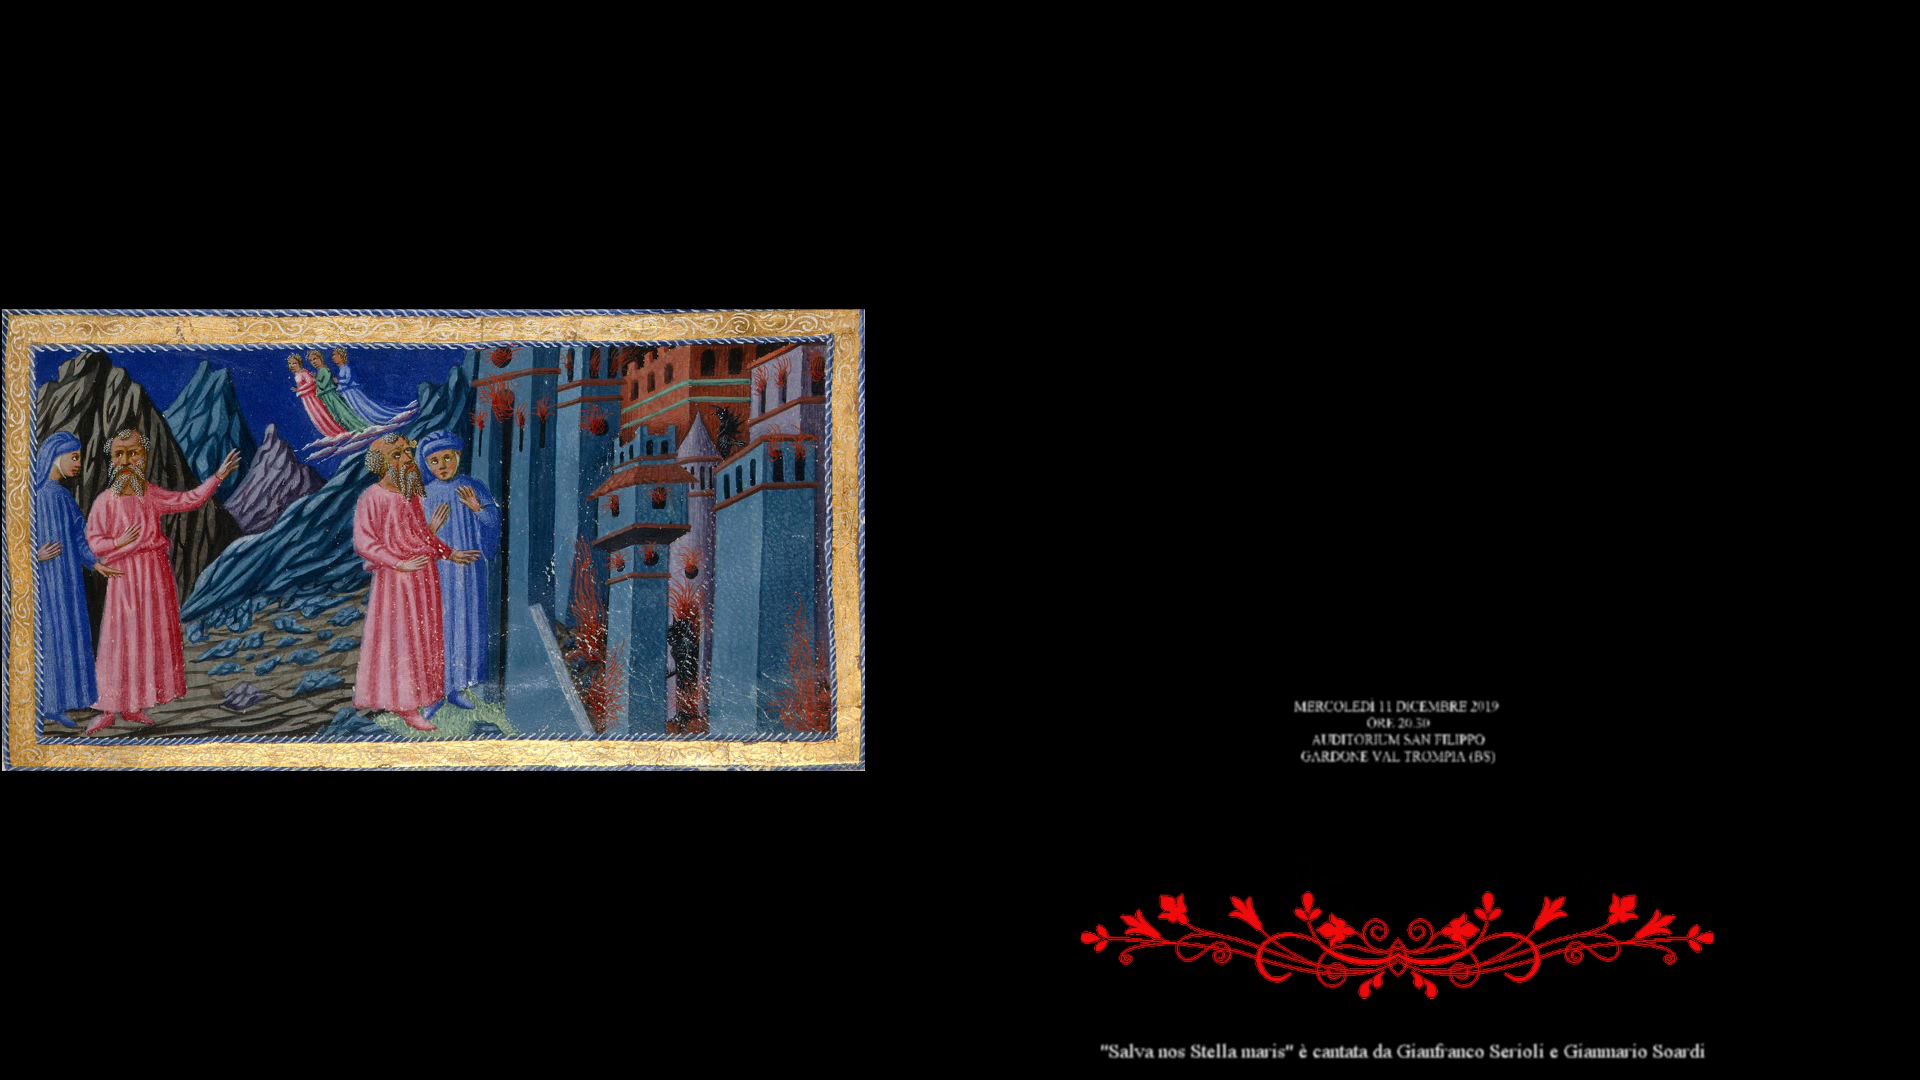 MERCOLEDÌ 11 DICEMBRE 2019
ORE 20.30
AUDITORIUM SAN FILIPPO
GARDONE VAL TROMPIA (BS)
"Salva nos Stella maris" è cantata da Gianfranco Serioli e Gianmario Soardi